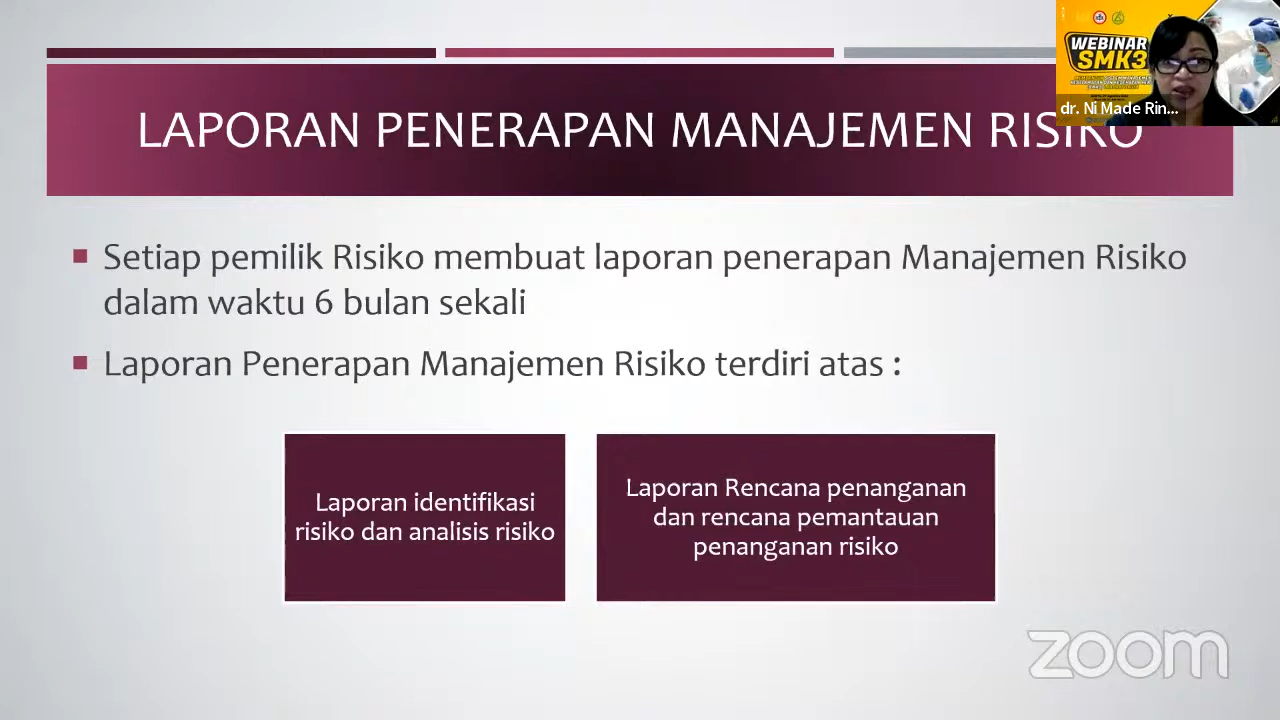 LAPORAN PENERAPAN MANAJEMEN RISIKO
WEBINAR
SMK3
dr. Ni Made Rin...
Setiap pemilik Risiko membuat laporan penerapan Manajemen Risiko
dalam waktu 6 bulan sekali
Laporan Penerapan Manajemen Risiko terdiri atas :
Laporan identifikasi
risiko dan analisis risiko
Laporan Rencana penanganan
dan rencana pemantauan
penanganan risiko
zoom